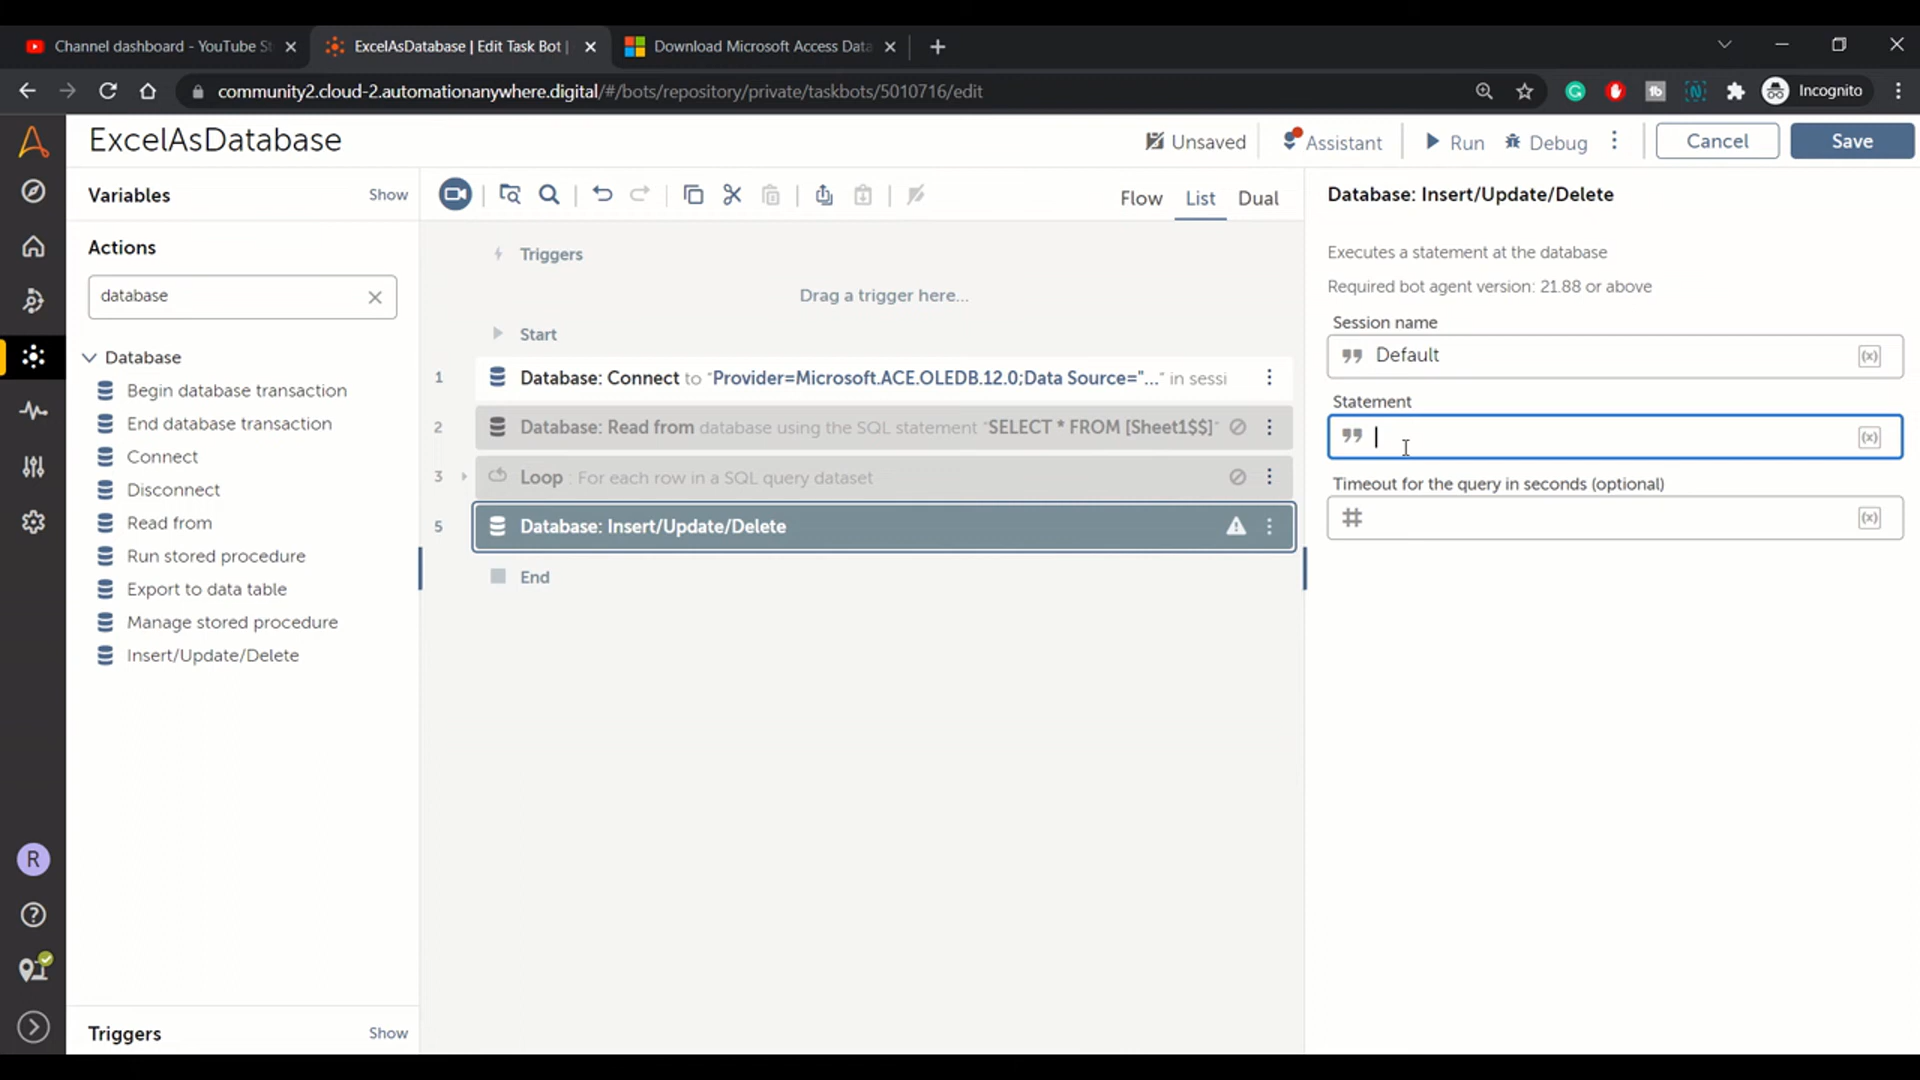 Channel dashboard - YouTube St
ExcelAsDatabase | Edit Task Bot |
Download Microsoft Access Data
community2.cloud-2.automationanywhere.digital/#/bots/repository/private/taskbots/5010716/edit
Incognito
ExcelAsDatabase
Unsaved
Assistant
Run
Debug
Cancel
Save
Variables
Show
Flow
List
Dual
Database: Insert/Update/Delete
Actions
database
Database
Begin database transaction
End database transaction
Connect
Disconnect
Read from
Run stored procedure
Export to data table
Manage stored procedure
Insert/Update/Delete
Triggers
Drag a trigger here...
Start
1 Database: Connect to "Provider=Microsoft.ACE.OLEDB.12.0;Data Source="..." in sessi
2 Database: Read from database using the SQL statement "SELECT * FROM [Sheet1$$]"
3 Loop : For each row in a SQL query dataset
5 Database: Insert/Update/Delete
End
Executes a statement at the database
Required bot agent version: 21.88 or above
Session name
Default
(x)
Statement
(x)
Timeout for the query in seconds (optional)
(x)
R
Triggers
Show